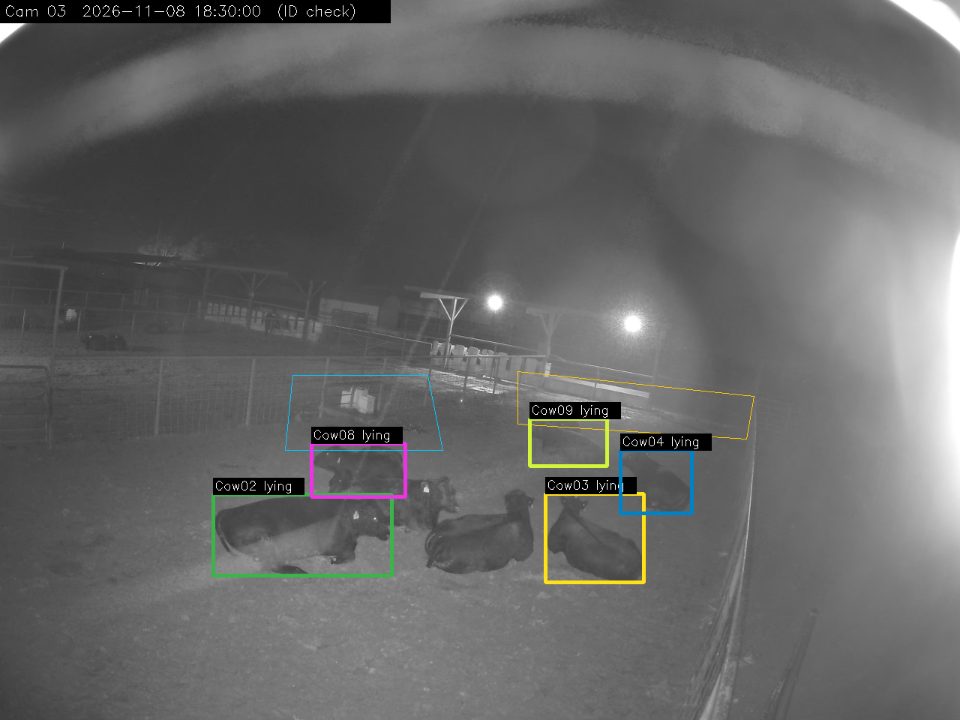 Cam 03  2026-11-08 18:30:00  (ID check)
Cow09 lying
Cow08 lying
Cow04 lying
Cow02 lying
Cow03 lying